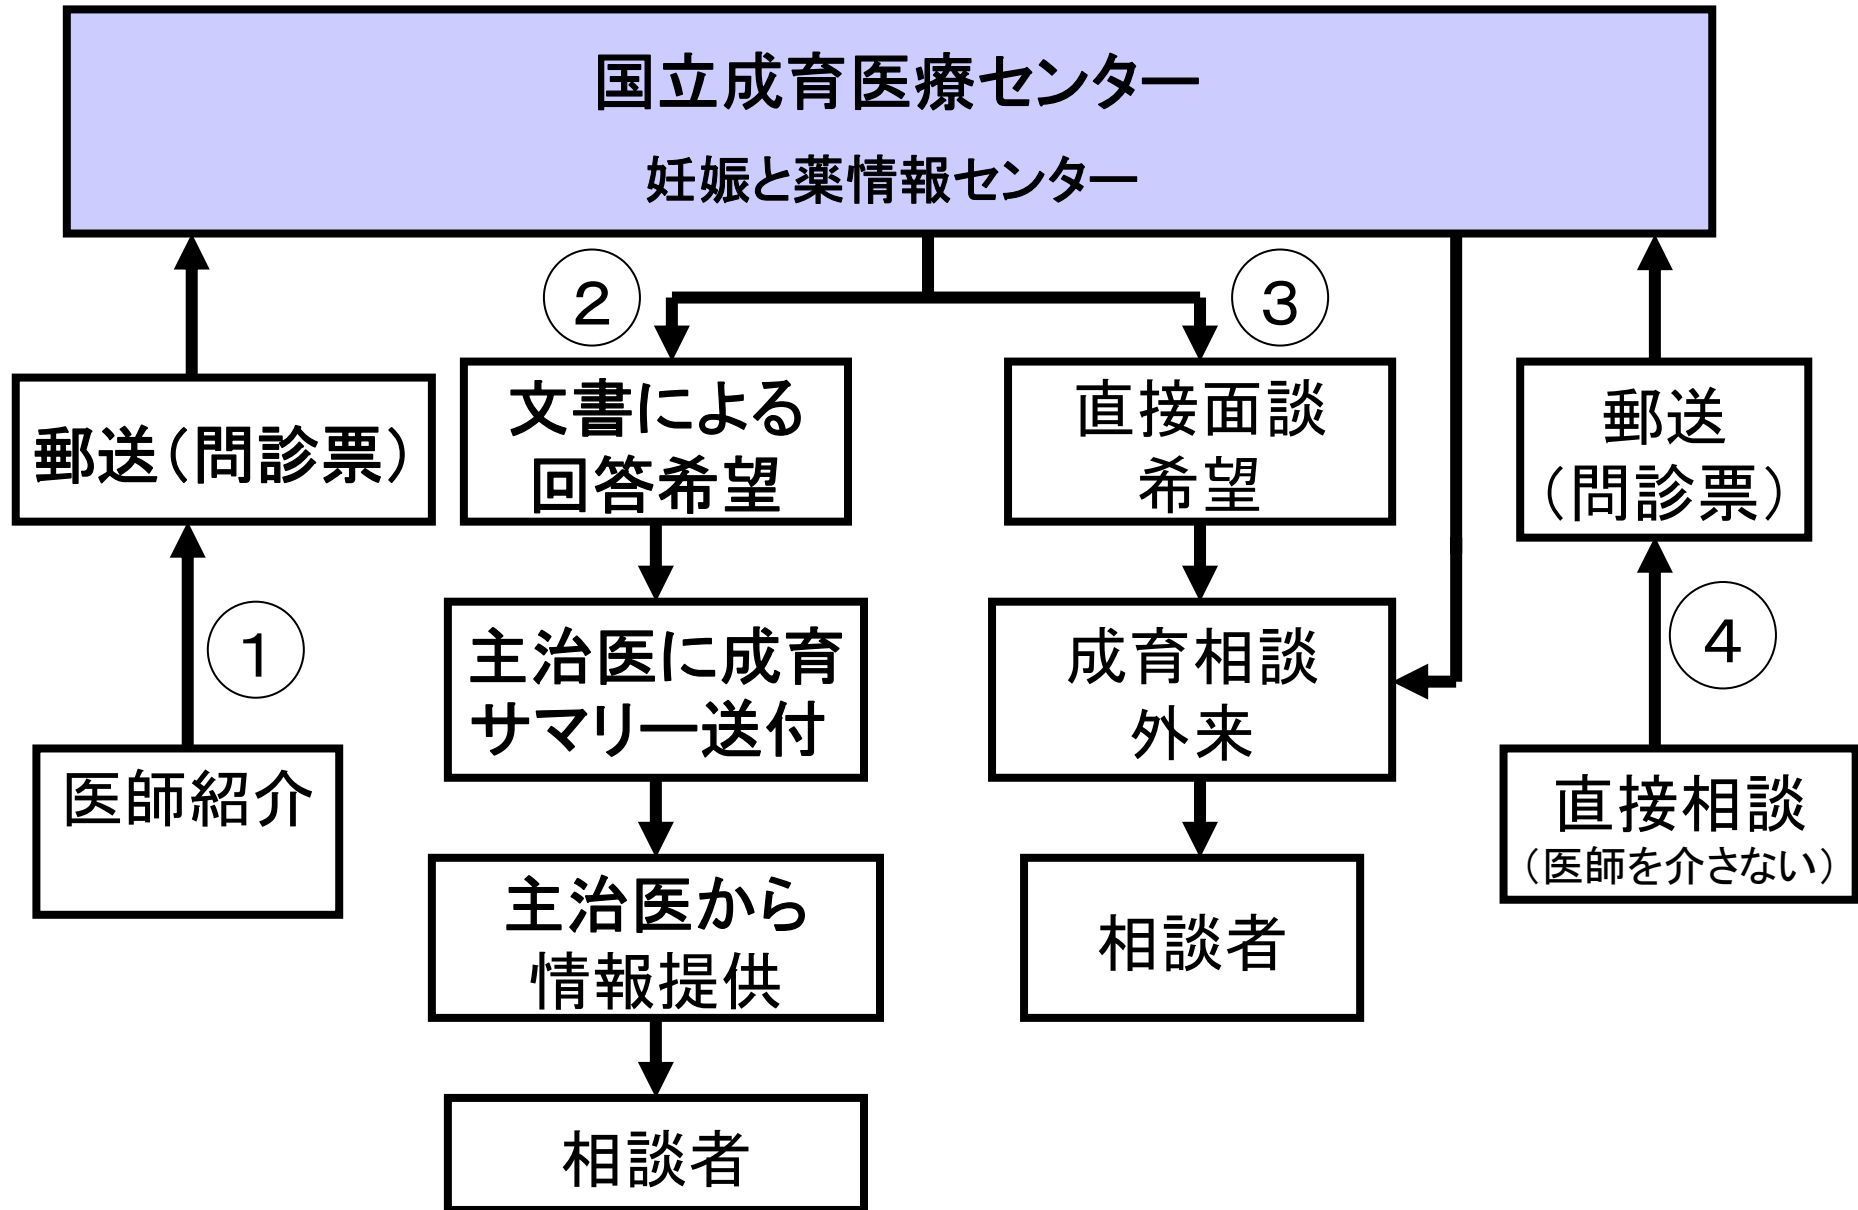 国立成育医療センター
妊娠と薬情報センター
②
③
郵送(問診票)
文書による
回答希望
直接面談
希望
郵送
(問診票)
①
主治医に成育
サマリー送付
成育相談
外来
④
医師紹介
直接相談
(医師を介さない)
主治医から
情報提供
相談者
相談者